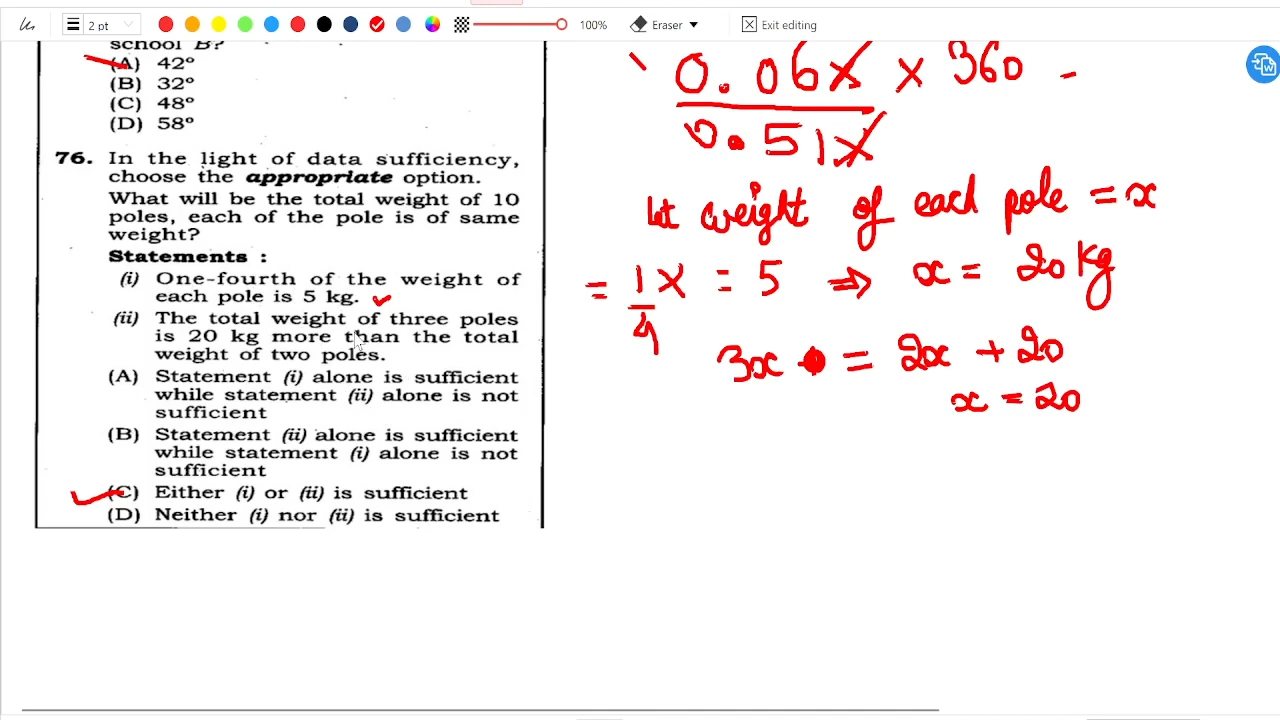 2 pt
100%
Eraser
Exit editing
school B?
(A) 42°
(B) 32°
(C) 48°
(D) 58°
76. In the light of data sufficiency,
choose the appropriate option.
What will be the total weight of 10
poles, each of the pole is of same
weight?
Statements :
(i) One-fourth of the weight of
each pole is 5 kg.
(ii) The total weight of three poles
is 20 kg more than the total
weight of two poles.
(A) Statement (i) alone is sufficient
while statement (ii) alone is not
sufficient
(B) Statement (ii) alone is sufficient
while statement (i) alone is not
sufficient
(C) Either (i) or (ii) is sufficient
(D) Neither (i) nor (ii) is sufficient
0.06x × 360 -
0.51x
let weight of each pole = x
= 1/4 x = 5 ⇒ x = 20 kg
3x = 2x + 20
x = 20